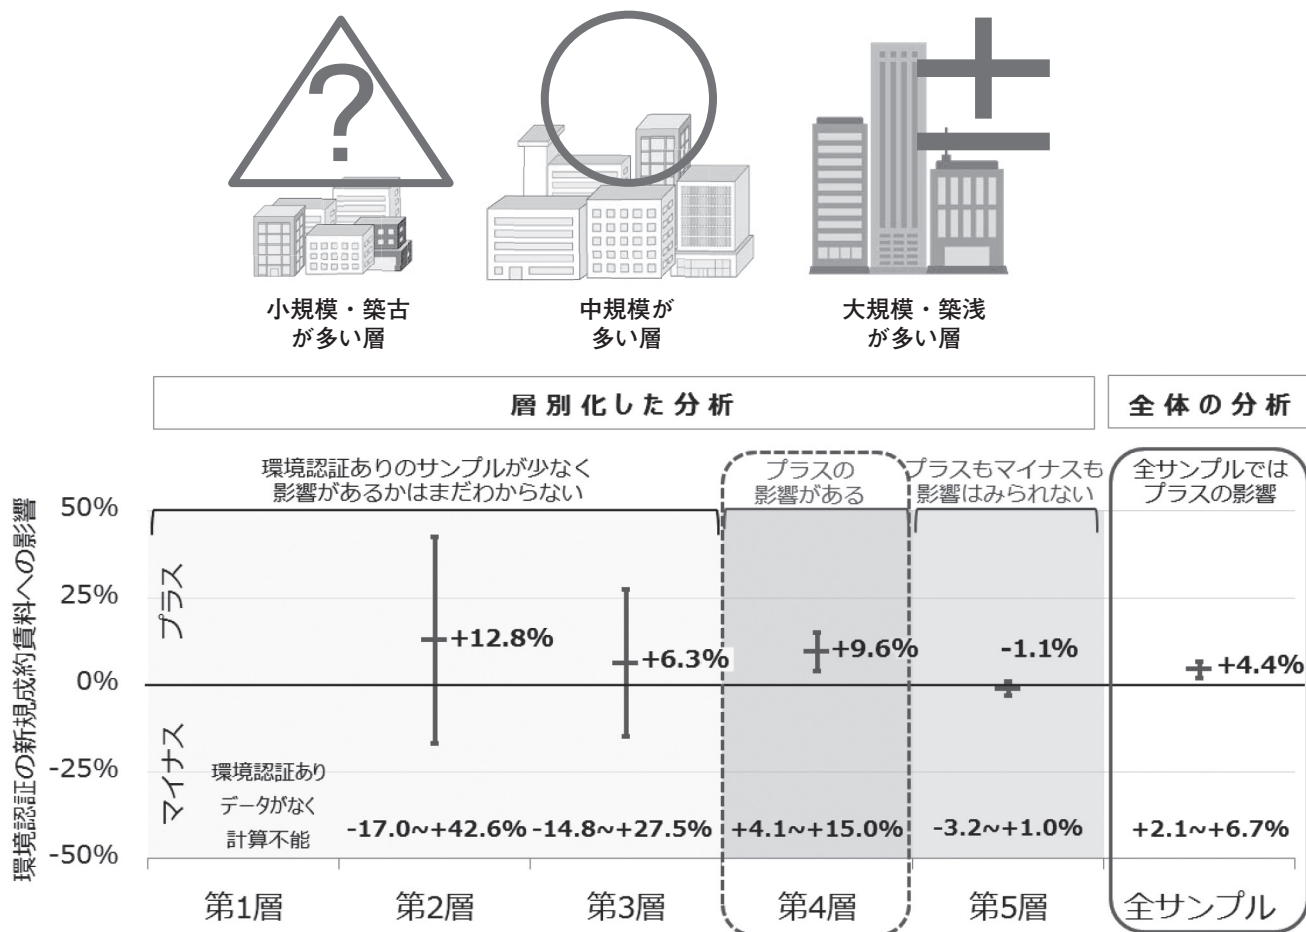 ?
小規模・築古
が多い層
中規模が
多い層
大規模・築浅
が多い層
層別化した分析
全体の分析
環境認証ありのサンプルが少なく
影響があるかはまだわからない
プラスの
影響がある
プラスもマイナスも
影響はみられない
全サンプルでは
プラスの影響
環境認証の新規成約賃料への影響
50%
25%
0%
-25%
-50%
プラス
マイナス
+12.8%
+6.3%
+9.6%
-1.1%
+4.4%
環境認証あり
データがなく
計算不能
-17.0~+42.6%
-14.8~+27.5%
+4.1~+15.0%
-3.2~+1.0%
+2.1~+6.7%
第1層
第2層
第3層
第4層
第5層
全サンプル